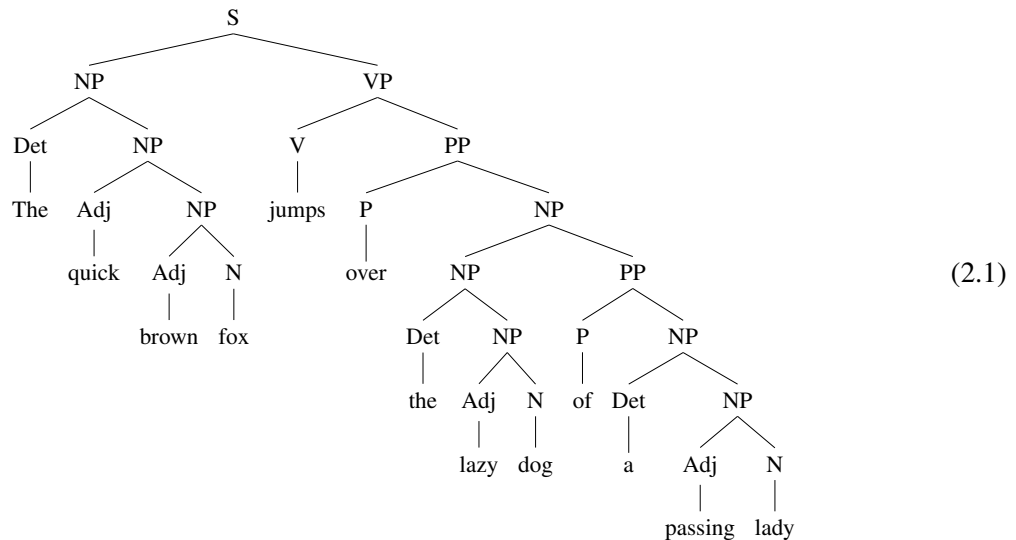 S
NP VP
Det NP V PP
The Adj NP jumps P NP
quick Adj N over NP PP (2.1)
brown fox Det NP P NP
the Adj N of Det NP
lazy dog a Adj N
passing lady